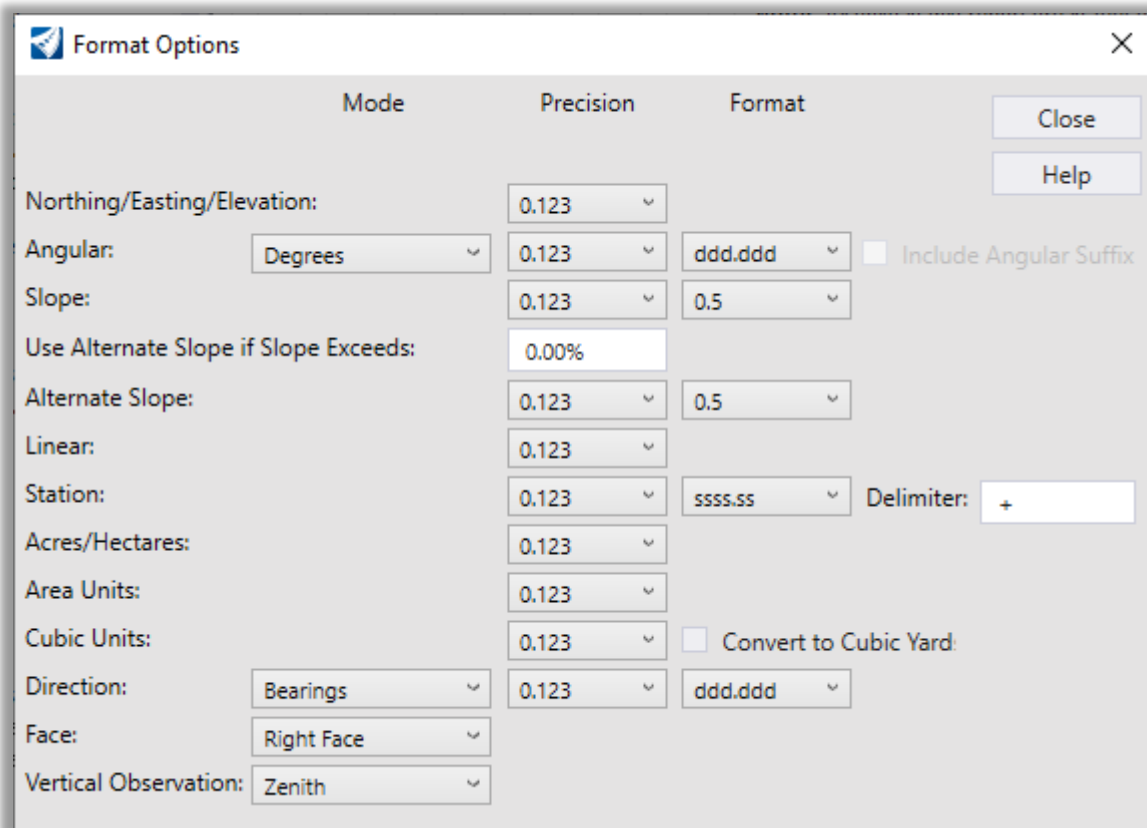 Format Options
Mode Precision Format
Close
Help
Northing/Easting/Elevation: 0.123
Angular: Degrees 0.123 ddd.ddd Include Angular Suffix
Slope: 0.123 0.5
Use Alternate Slope if Slope Exceeds: 0.00%
Alternate Slope: 0.123 0.5
Linear: 0.123
Station: 0.123 ssss.ss Delimiter: +
Acres/Hectares: 0.123
Area Units: 0.123
Cubic Units: 0.123 Convert to Cubic Yards
Direction: Bearings 0.123 ddd.ddd
Face: Right Face
Vertical Observation: Zenith